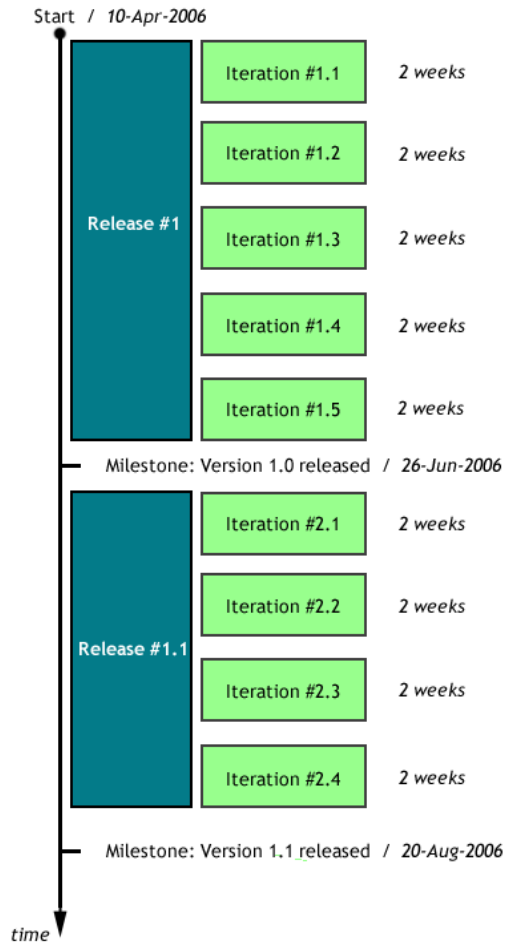 Start / 10-Apr-2006
Iteration #1.1 2 weeks
Iteration #1.2 2 weeks
Release #1
Iteration #1.3 2 weeks
Iteration #1.4 2 weeks
Iteration #1.5 2 weeks
Milestone: Version 1.0 released / 26-Jun-2006
Iteration #2.1 2 weeks
Iteration #2.2 2 weeks
Release #1.1
Iteration #2.3 2 weeks
Iteration #2.4 2 weeks
Milestone: Version 1.1 released / 20-Aug-2006
time